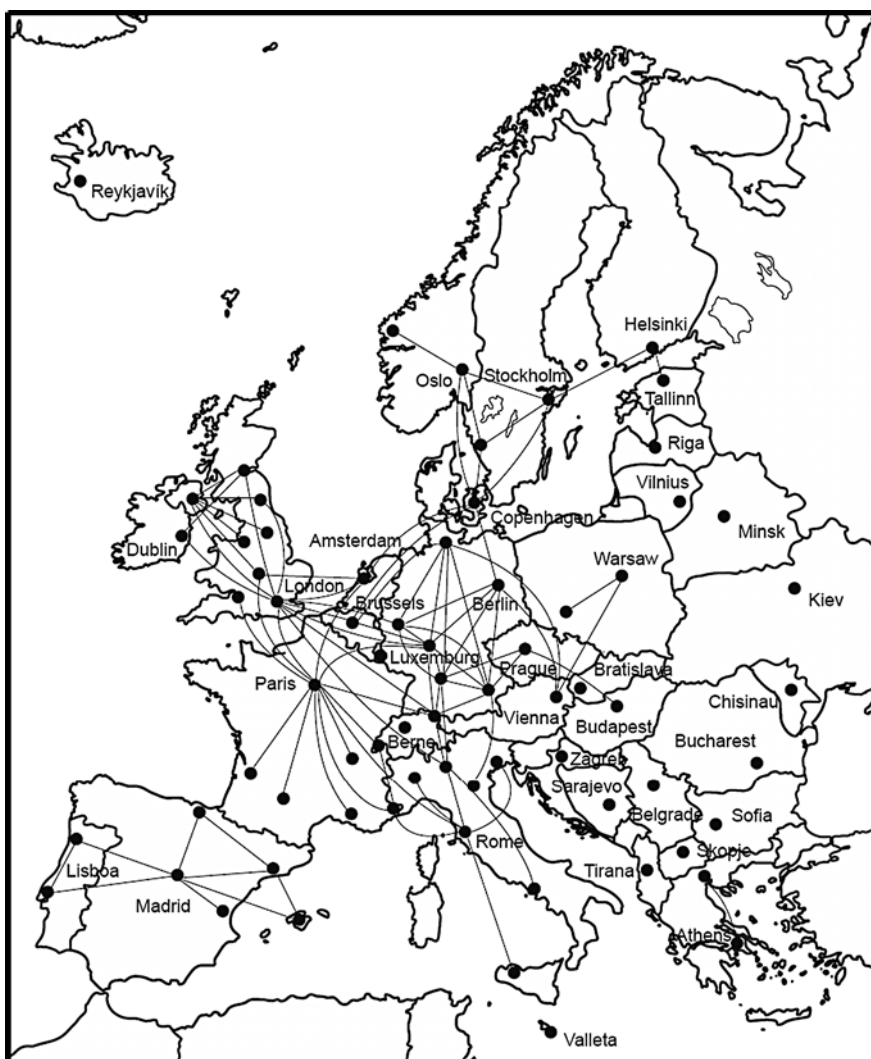 Reykjavík
Helsinki
Oslo
Stockholm
Tallinn
Riga
Vilnius
Minsk
Dublin
Amsterdam
Copenhagen
Warsaw
London
Kiev
Brussels
Berlin
Luxemburg
Prague
Bratislava
Paris
Chisinau
Vienna
Budapest
Berne
Bucharest
Zagreb
Sarajevo
Belgrade
Sofia
Rome
Skopje
Lisboa
Tirana
Madrid
Athens
Valleta